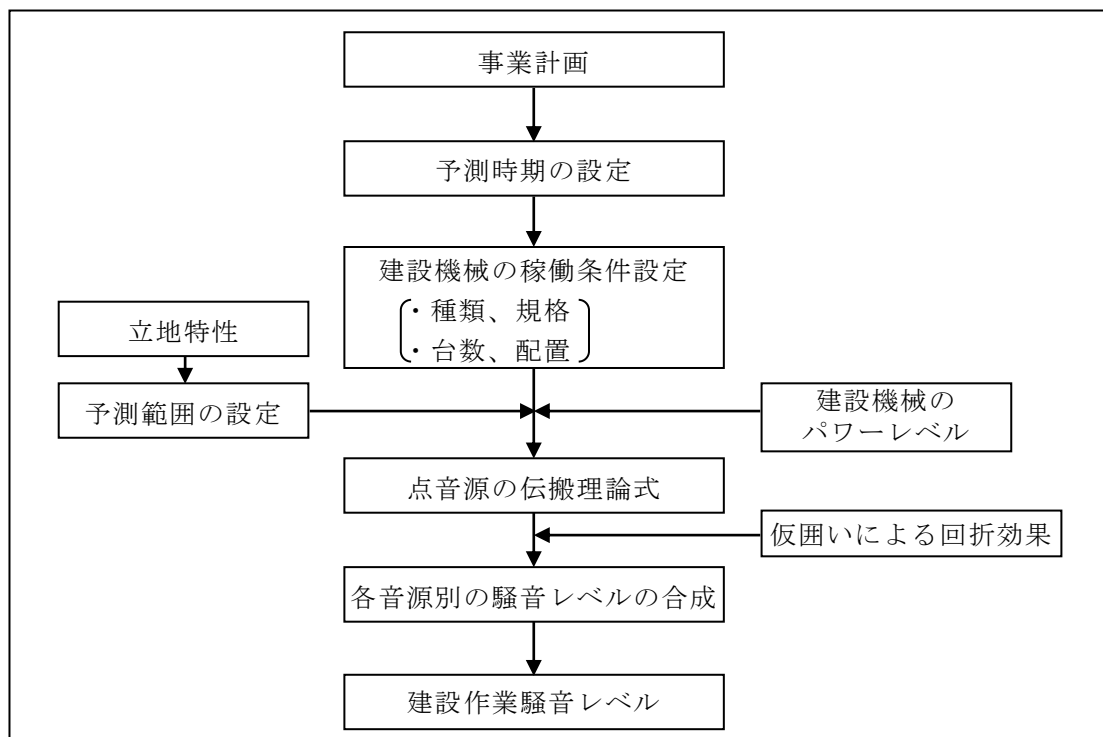 事業計画
予測時期の設定
建設機械の稼働条件設定
・種類、規格
・台数、配置
立地特性
予測範囲の設定
建設機械の
パワーレベル
点音源の伝搬理論式
仮囲いによる回折効果
各音源別の騒音レベルの合成
建設作業騒音レベル